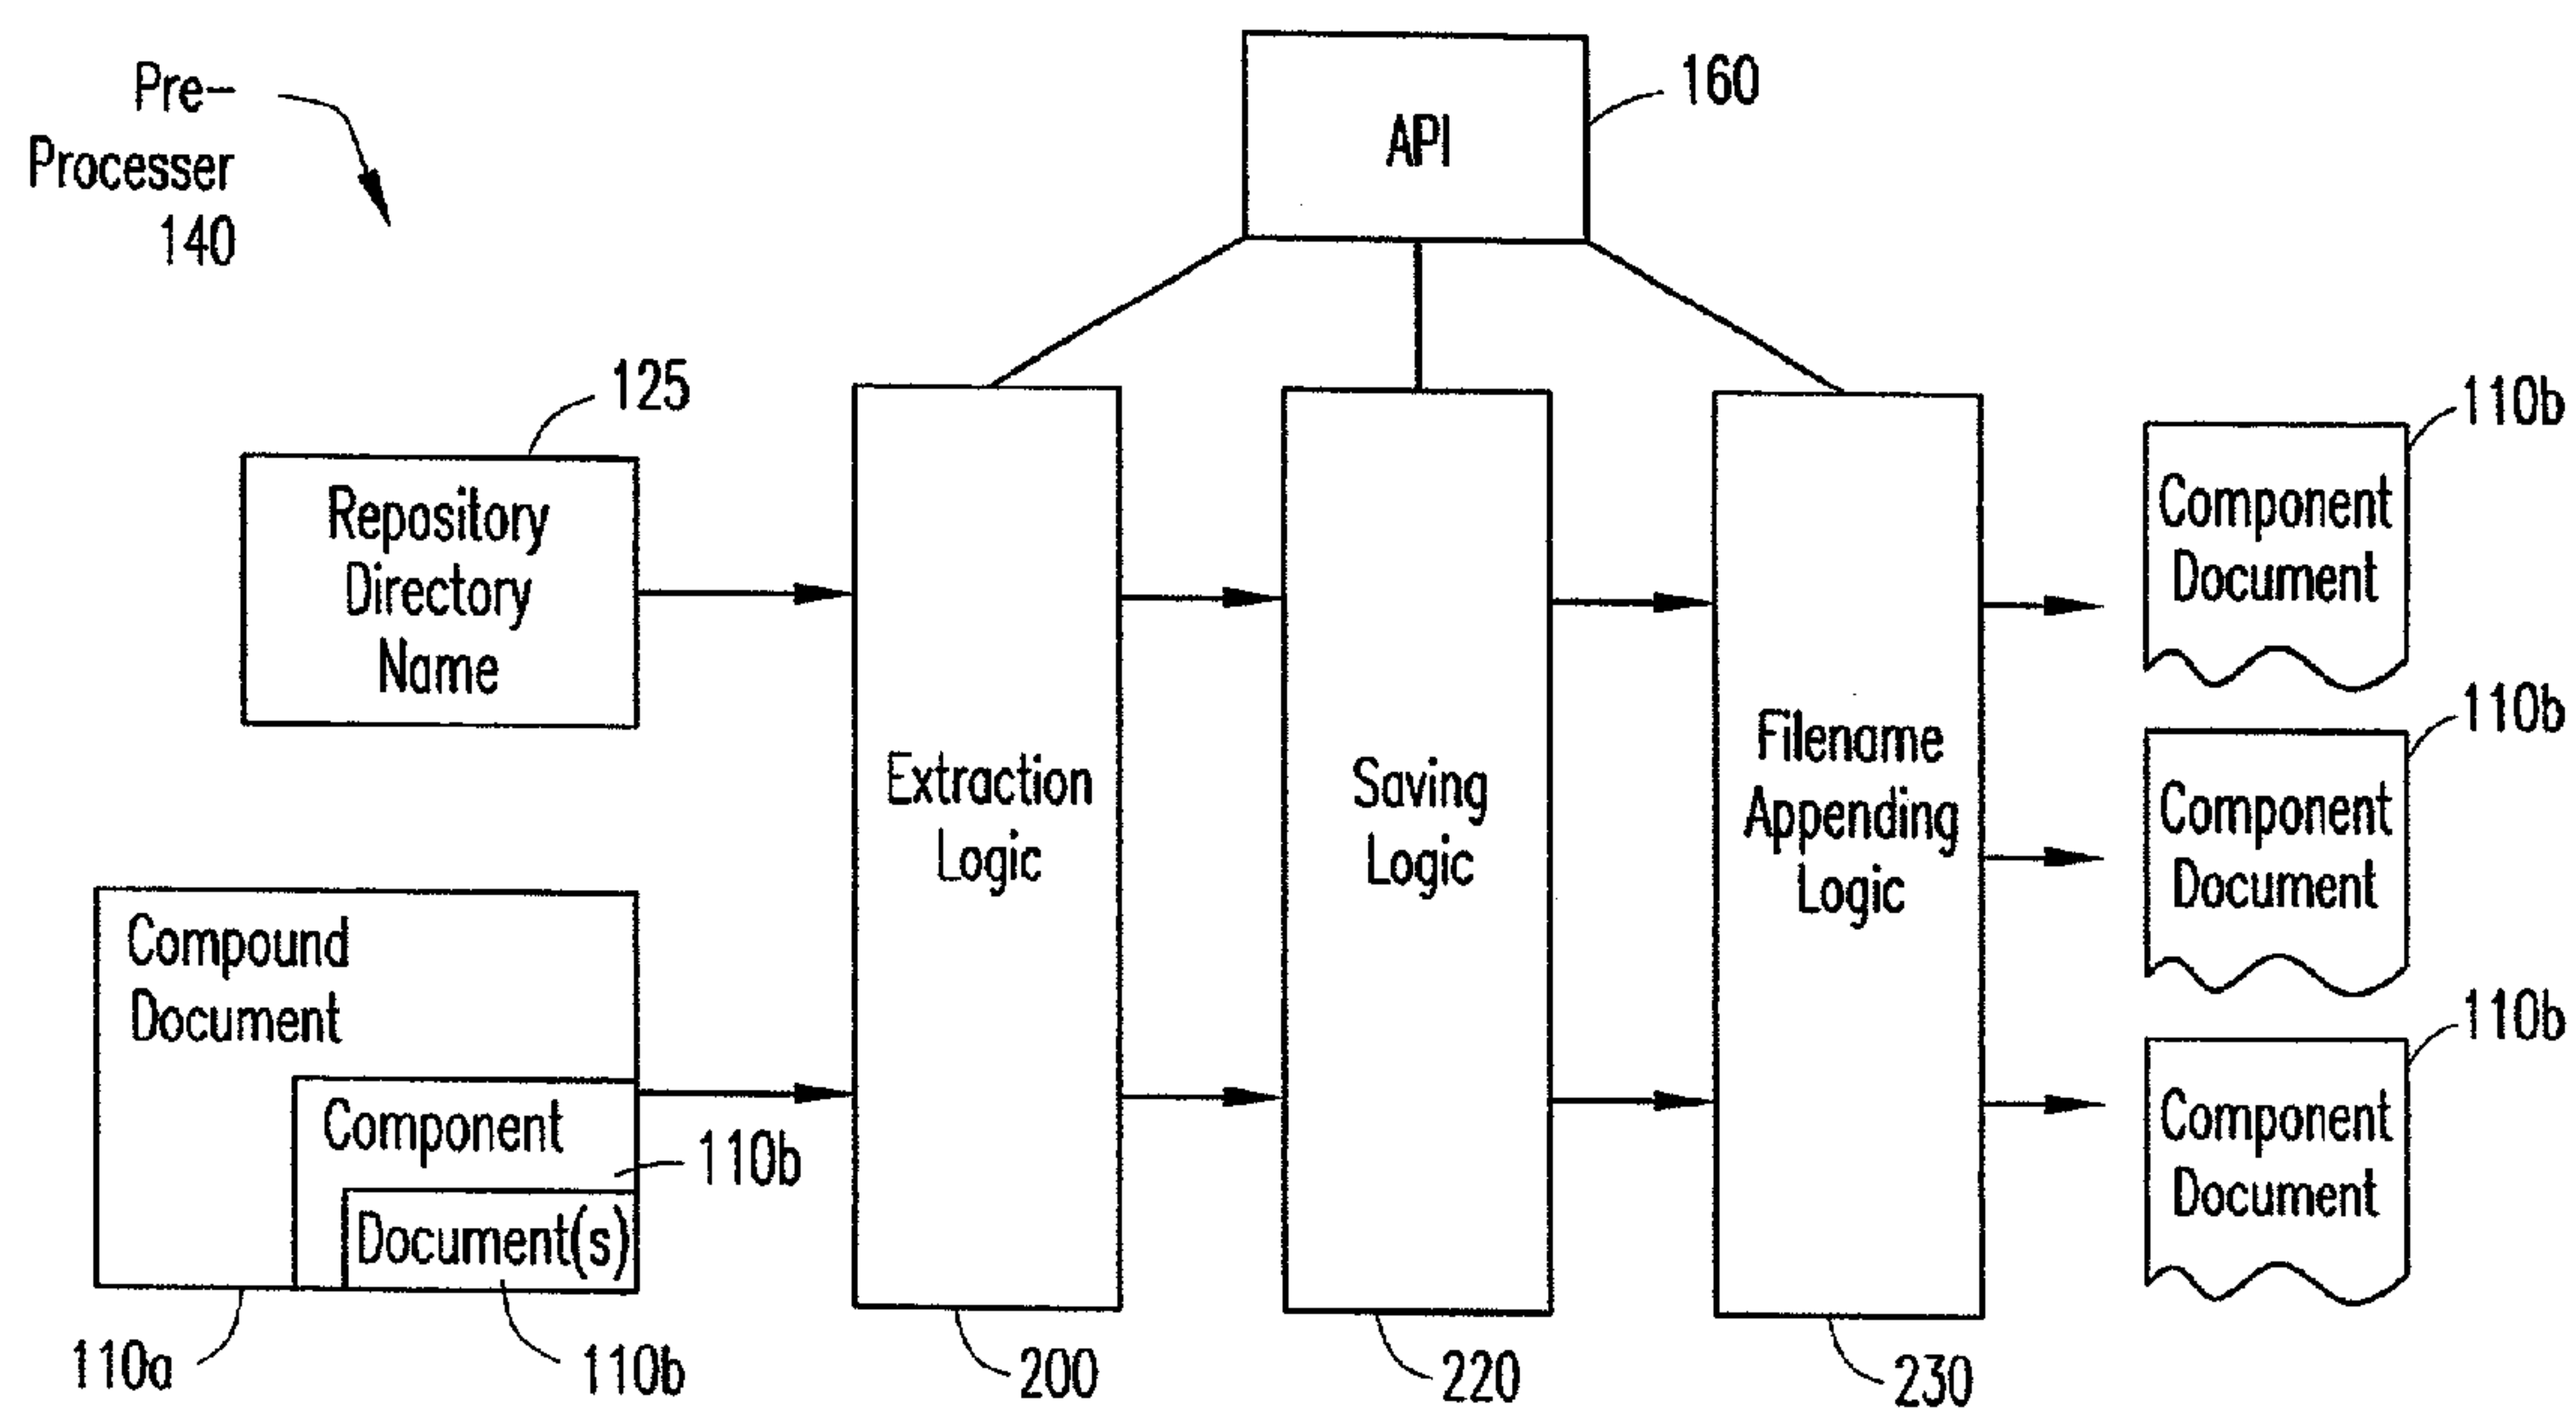 Pre-
Processer
140
API
160
125
Repository
Directory
Name
Compound
Document
Component
110b
Document(s)
110a
110b
Extraction
Logic
200
Saving
Logic
220
Filename
Appending
Logic
230
110b
Component
Document
110b
Component
Document
110b
Component
Document